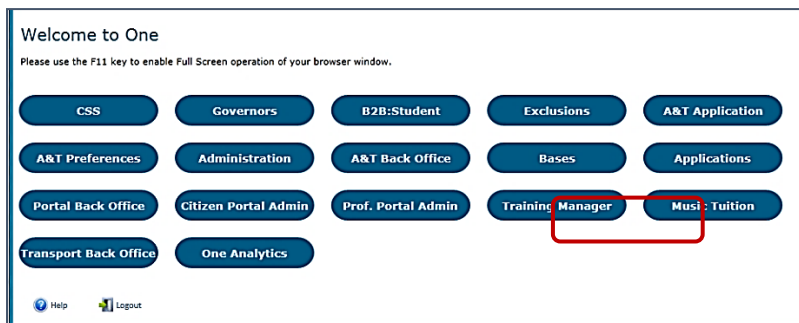 Welcome to One
Please use the F11 key to enable Full Screen operation of your browser window.
CSS Governors B2B:Student Exclusions A&T Application
A&T Preferences Administration A&T Back Office Bases Applications
Portal Back Office Citizen Portal Admin Prof. Portal Admin Training Manager Music Tuition
Transport Back Office One Analytics
Help Logout